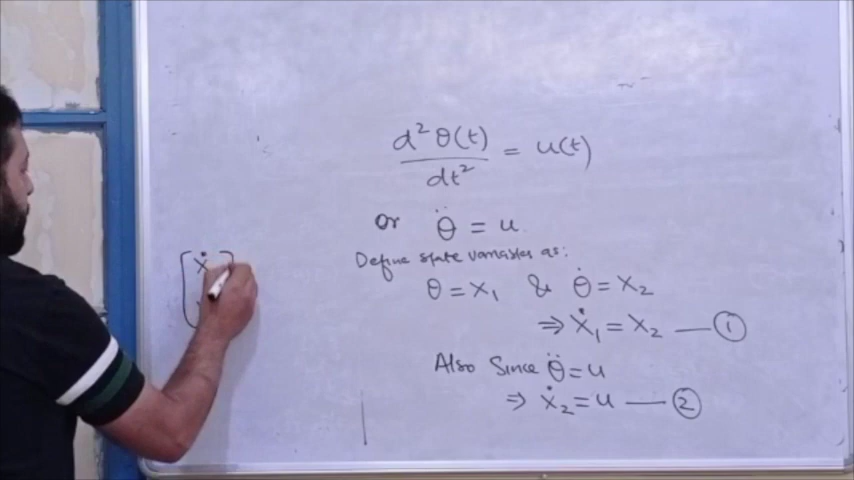 d²θ(t)/dt² = u(t)
or θ̈ = u
Define state variables as:
θ = x₁ & θ̇ = x₂
⇒ ẋ₁ = x₂ — ①
Also Since θ̈ = u
⇒ ẋ₂ = u — ②
[ẋ